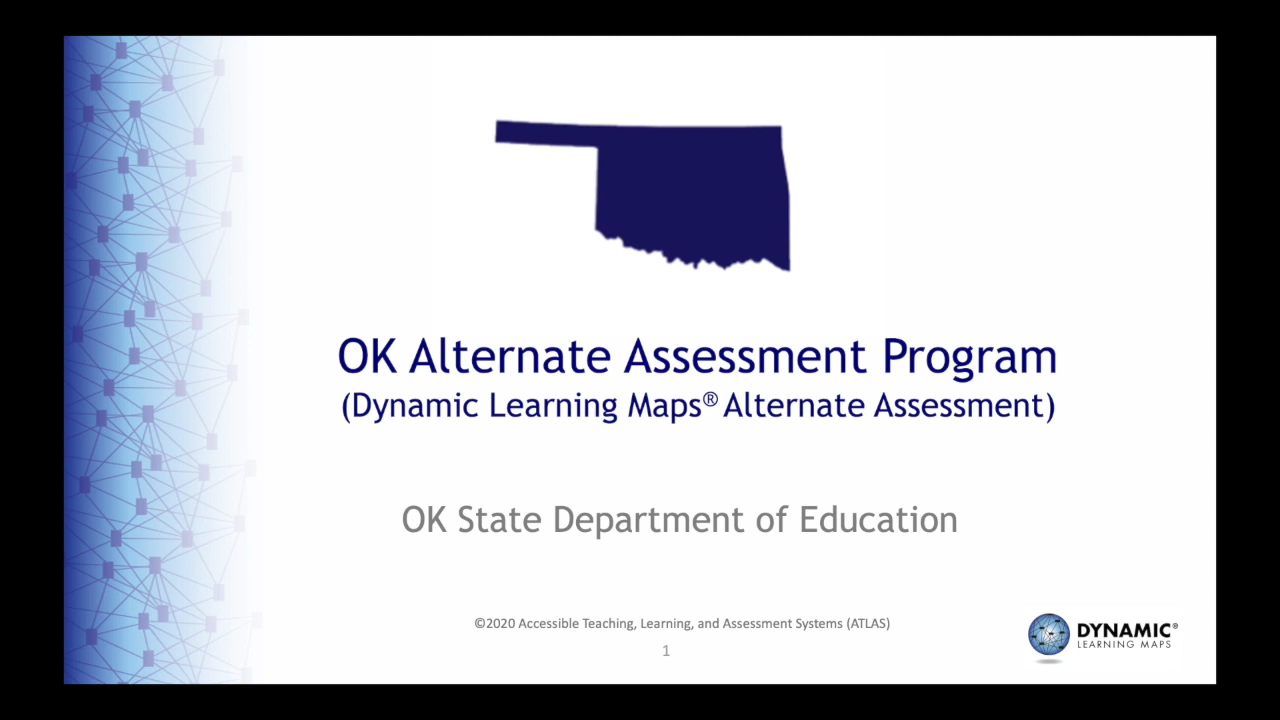 OK Alternate Assessment Program
(Dynamic Learning Maps® Alternate Assessment)
OK State Department of Education
©2020 Accessible Teaching, Learning, and Assessment Systems (ATLAS)
1
DYNAMIC®
LEARNING MAPS